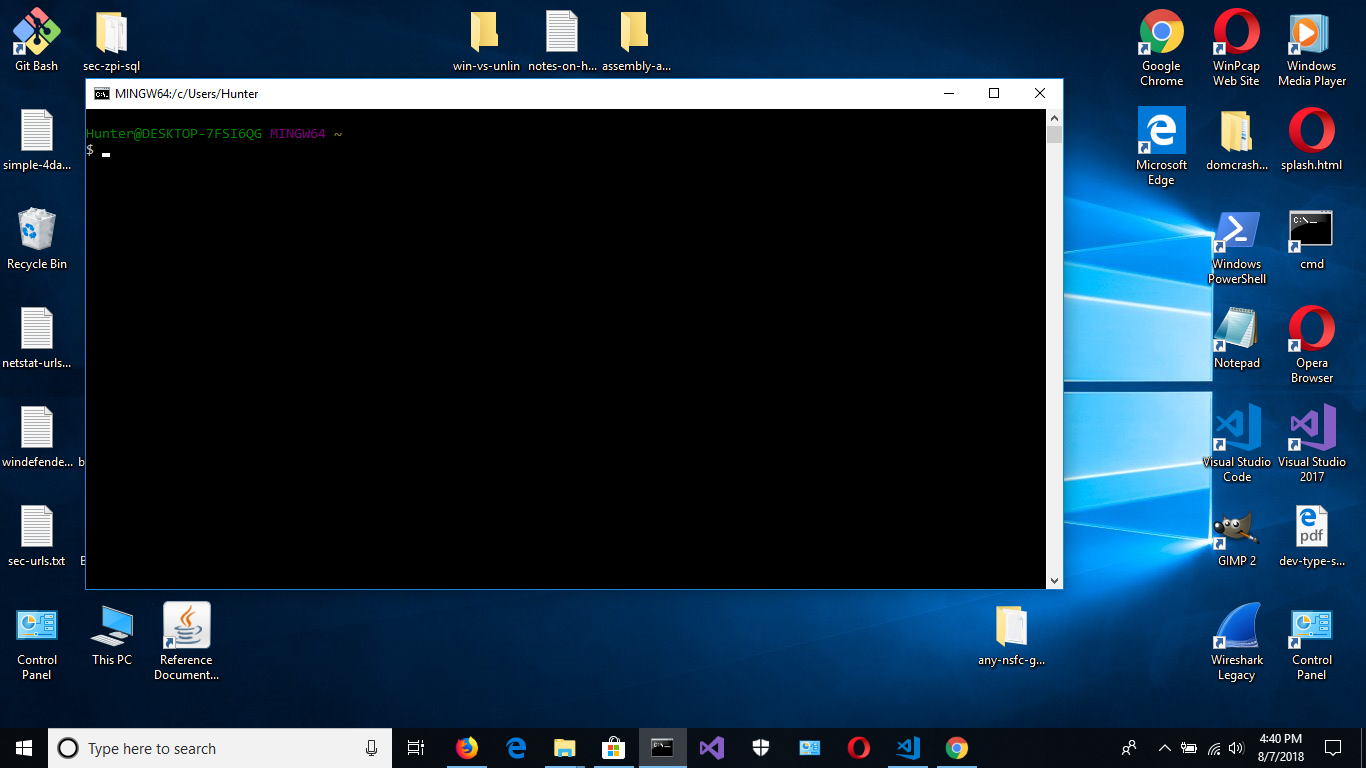 Git Bash
sec-zpi-sql
win-vs-unlin
notes-on-h...
assembly-a...
Google
Chrome
WinPcap
Web Site
Windows
Media Player
MINGW64:/c/Users/Hunter
Hunter@DESKTOP-7FSI6QG MINGW64 ~
$
simple-4da...
Microsoft
Edge
domcrash...
splash.html
Recycle Bin
Windows
PowerShell
C:\
cmd
netstat-urls...
Notepad
Opera
Browser
windefende...
b
Visual Studio
Code
Visual Studio
2017
sec-urls.txt
E
GIMP 2
pdf
dev-type-s...
Control
Panel
This PC
Reference
Document...
any-nsfc-g...
Wireshark
Legacy
Control
Panel
Type here to search
4:40 PM
8/7/2018